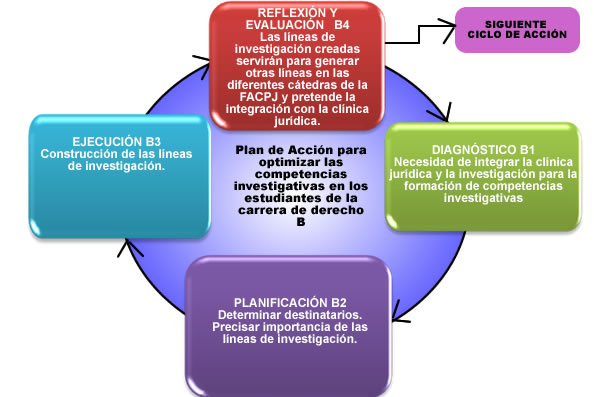 REFLEXIÓN Y
EVALUACIÓN B4
Las líneas de
investigación creadas
servirán para generar
otras líneas en las
diferentes cátedras de la
FACPJ y pretende la
integración con la clínica
jurídica.
SIGUIENTE
CICLO DE ACCIÓN
DIAGNÓSTICO B1
Necesidad de integrar la clínica
jurídica y la investigación para la
formación de competencias
investigativas
PLANIFICACIÓN B2
Determinar destinatarios.
Precisar importancia de las
líneas de investigación.
EJECUCIÓN B3
Construcción de las líneas
de investigación.
Plan de Acción para
optimizar las
competencias
investigativas en los
estudiantes de la
carrera de derecho
B